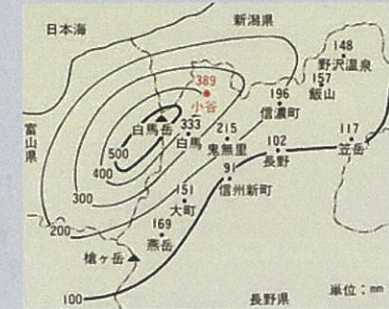 日本海
新潟県
148
野沢温泉
157
飯山
389
小谷
196
信濃町
富山県
白馬岳
333
白馬
215
鬼無里
102
長野
117
笠岳
500
400
300
200
100
91
信州新町
151
大町
169
燕岳
槍ヶ岳
長野県
単位：mm